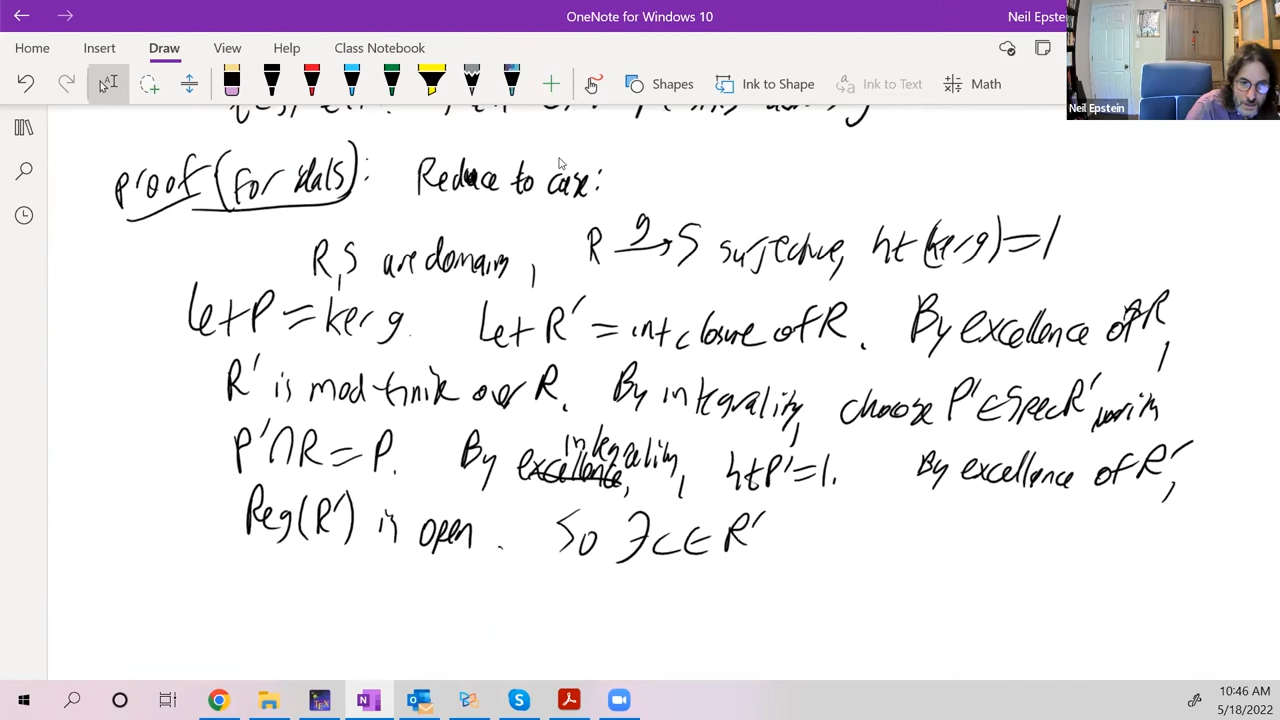 OneNote for Windows 10
Neil Epste
Home Insert Draw View Help Class Notebook
Shapes Ink to Shape Ink to Text Math
Neil Epstein
proof (for ideals): Reduce to case:
R, S are domains, R →g S surjective, ht(ker g) = 1
Let P = ker g. Let R' = int closure of R. By excellence of R,
R' is mod-finite over R. By integrality, choose P' ∈ Spec R' with
P' ∩ R = P. By integrality, ht P' = 1. By excellence of R',
Reg(R') is open. So ∃ c ∈ R'
10:46 AM
5/18/2022